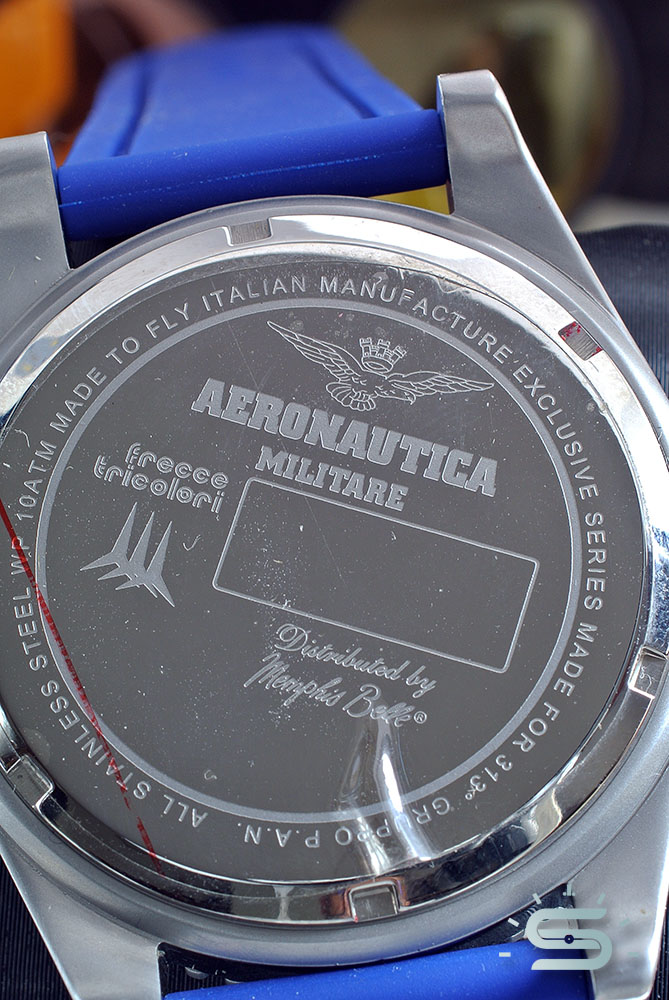 ALL STAINLESS STEEL WP 10ATM MADE TO FLY ITALIAN MANUFACTURE EXCLUSIVE SERIES MADE FOR 313° GRUPPO P.A.N.
AERONAUTICA
MILITARE
frecce
tricolori
Distributed by
Memphis Belle®
S